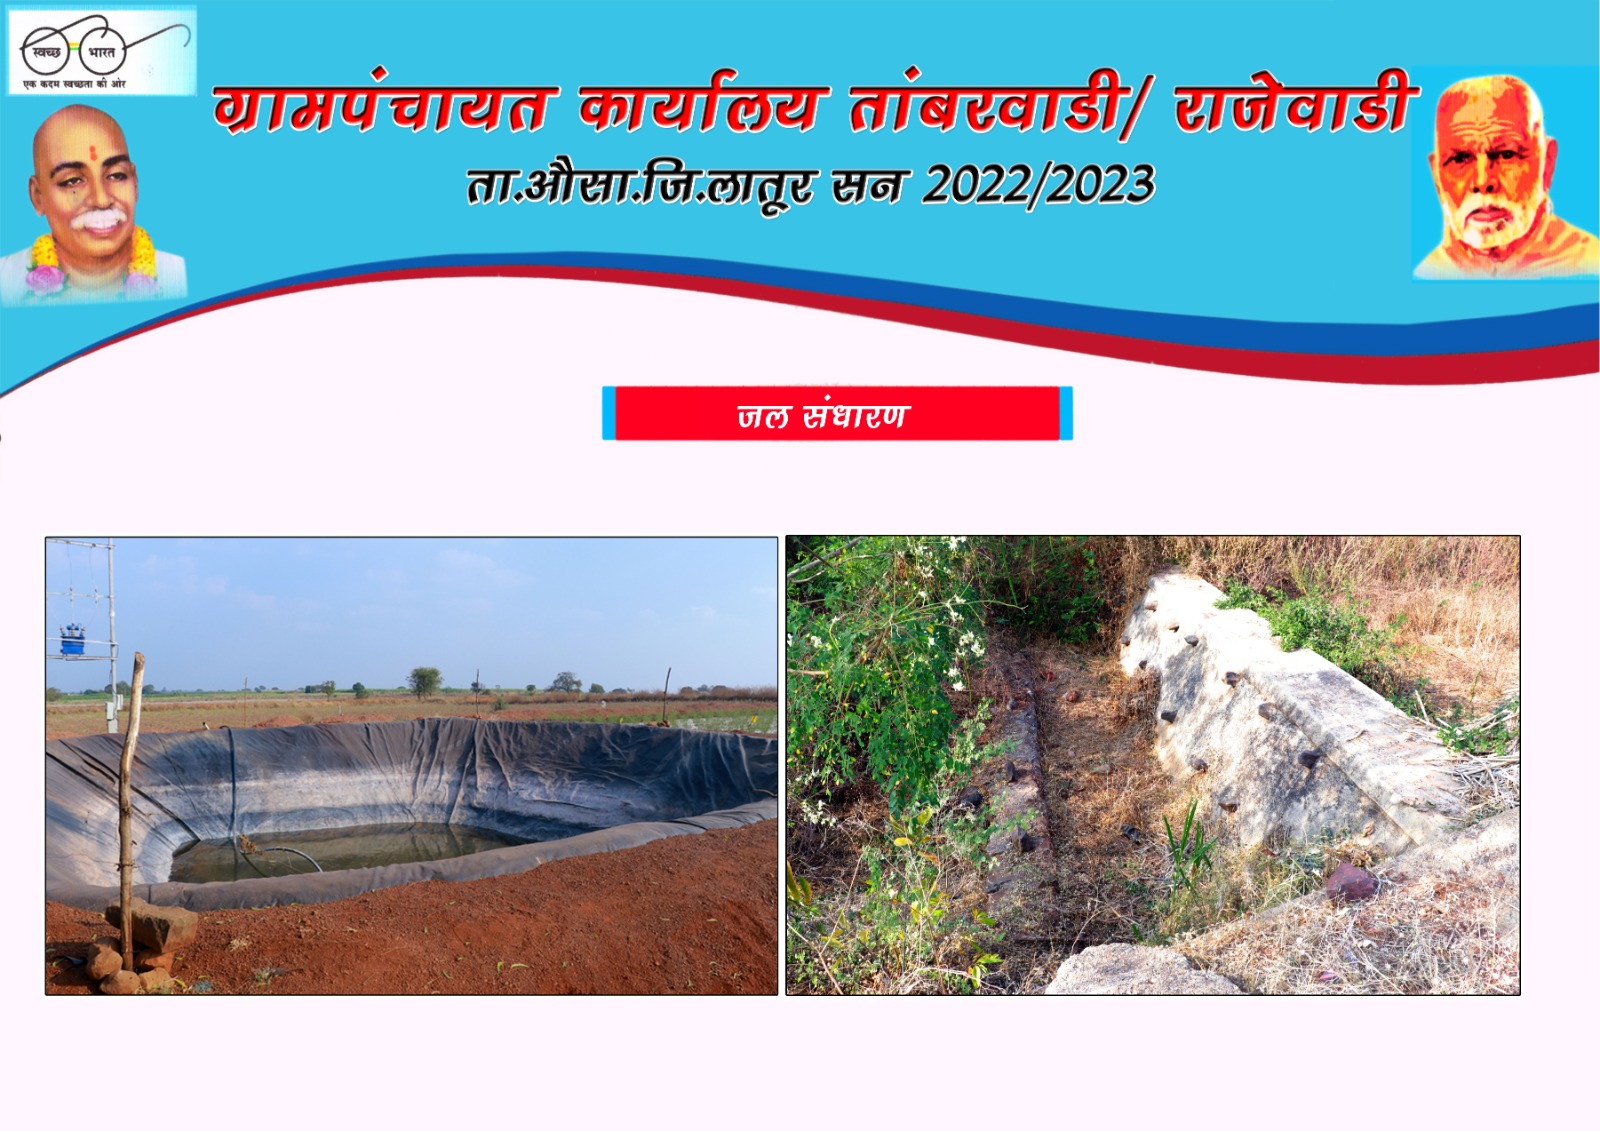 स्वच्छ भारत
एक कदम स्वच्छता की ओर
ग्रामपंचायत कार्यालय तांबरवाडी/ राजेवाडी
ता.औसा.जि.लातूर सन 2022/2023
जल संधारण